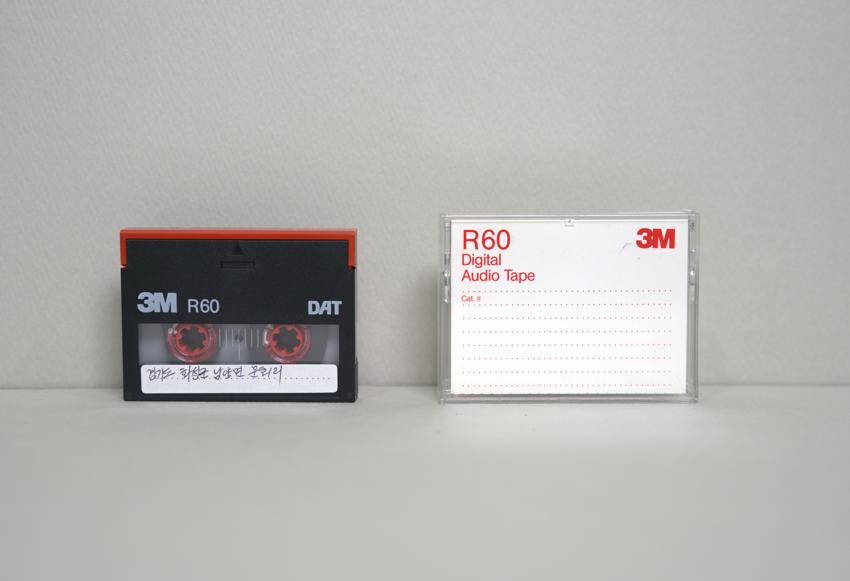 3M R60 DAT
경기도 화성군 남양면 문호리
R60
3M
Digital
Audio Tape
Cat. #